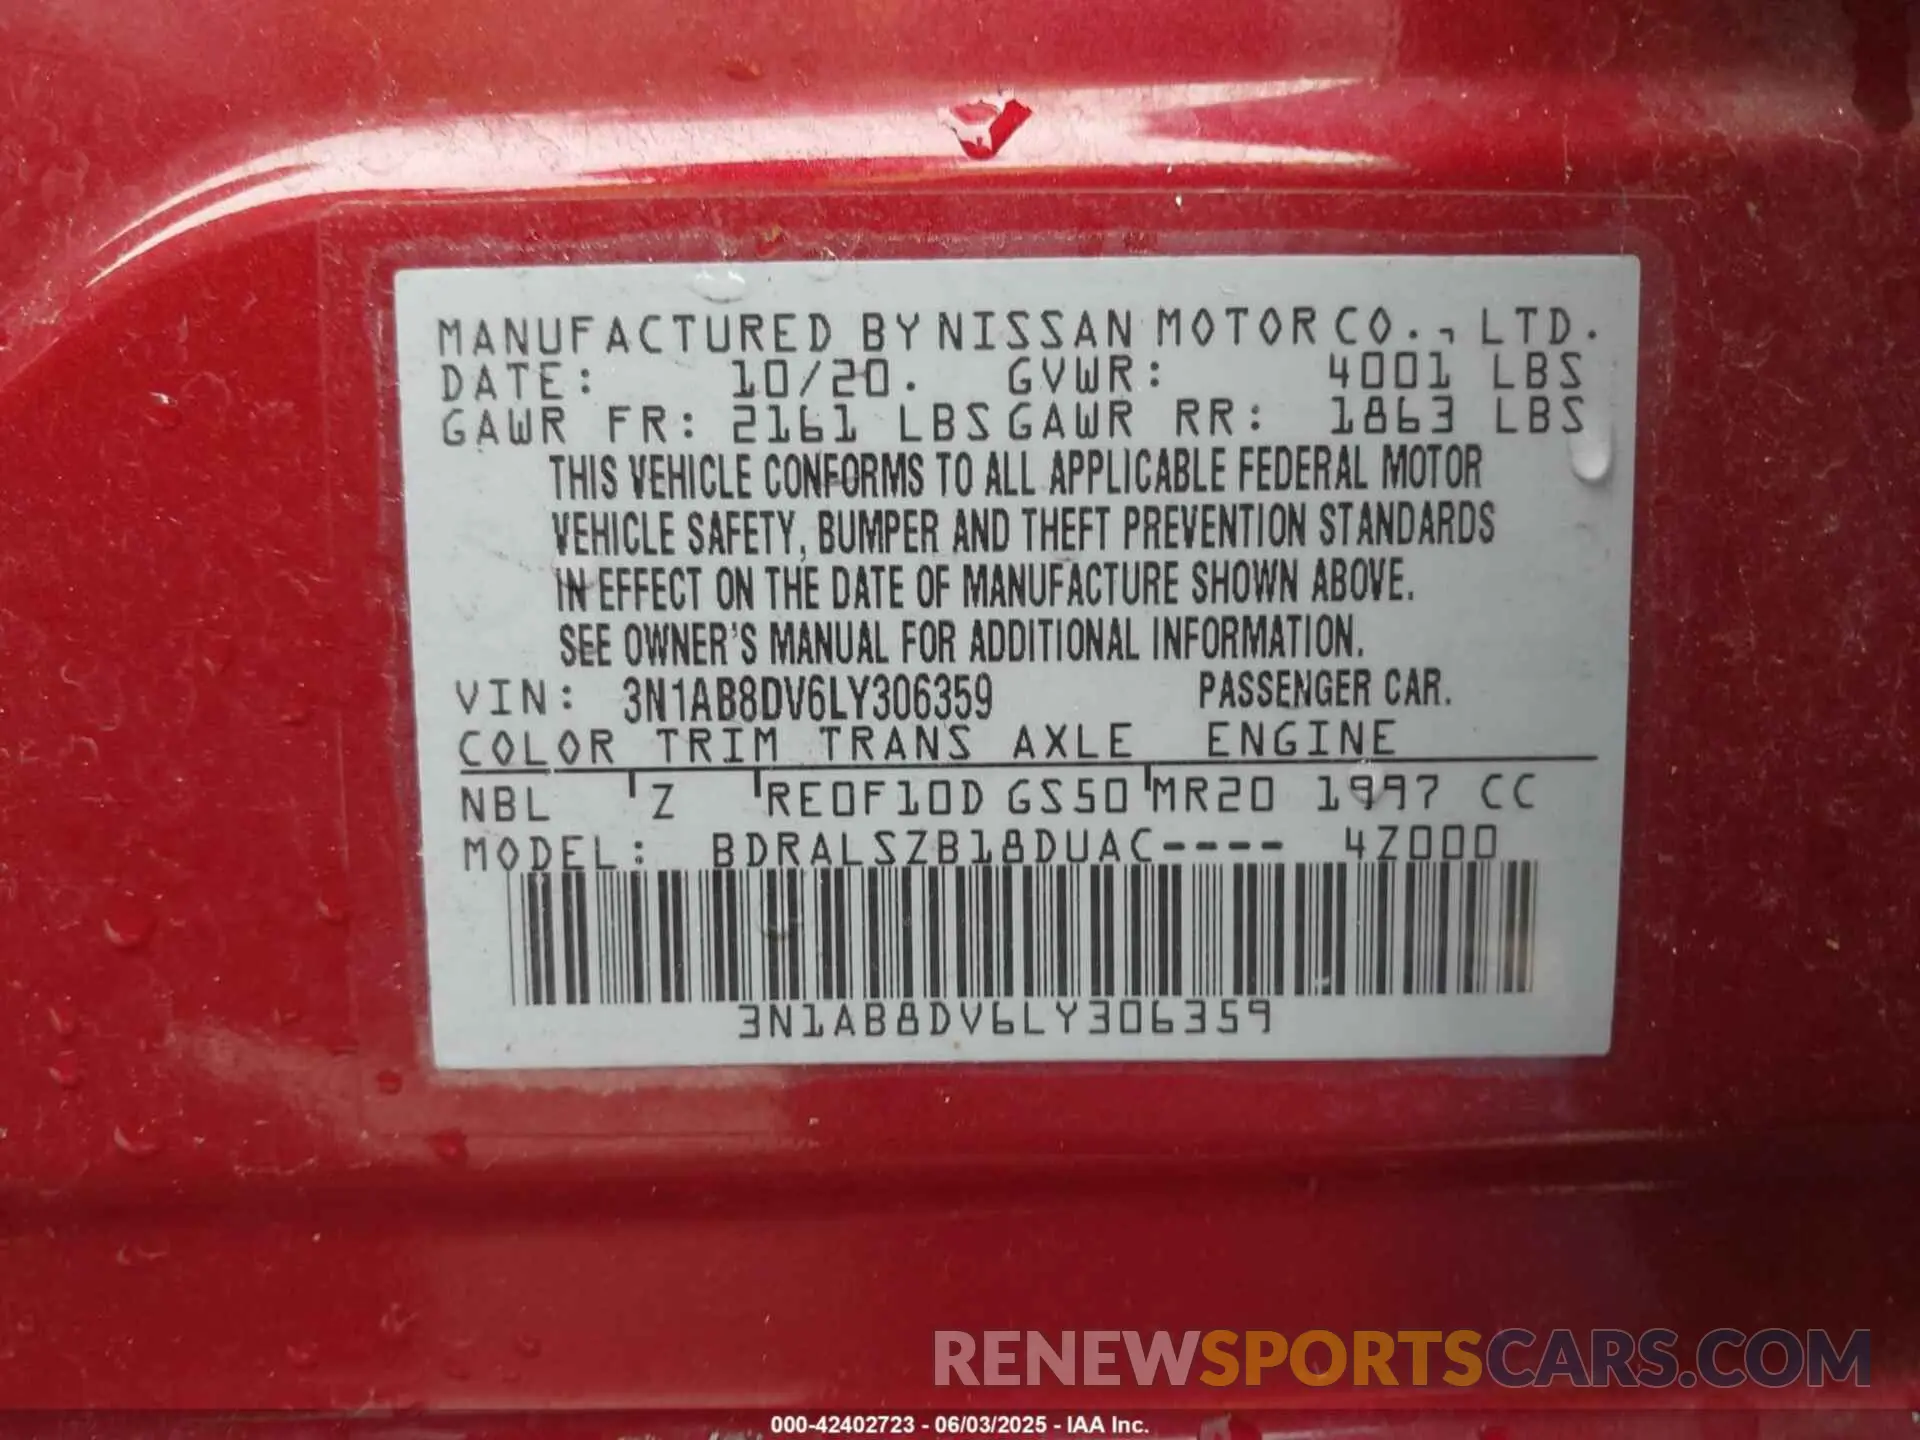 MANUFACTURED BY NISSAN MOTOR CO., LTD.
DATE: 10/20. GVWR: 4001 LBS
GAWR FR: 2161 LBS GAWR RR: 1863 LBS
THIS VEHICLE CONFORMS TO ALL APPLICABLE FEDERAL MOTOR
VEHICLE SAFETY, BUMPER AND THEFT PREVENTION STANDARDS
IN EFFECT ON THE DATE OF MANUFACTURE SHOWN ABOVE.
SEE OWNER'S MANUAL FOR ADDITIONAL INFORMATION.
VIN: 3N1AB8DV6LY306359 PASSENGER CAR.
COLOR TRIM TRANS AXLE ENGINE
NBL Z RE0F10D GS50 MR20 1997 CC
MODEL: BDRALSZB18DUAC---- 4Z000
3N1AB8DV6LY306359
RENEWSPORTSCARS.COM
000-42402723 - 06/03/2025 - IAA Inc.